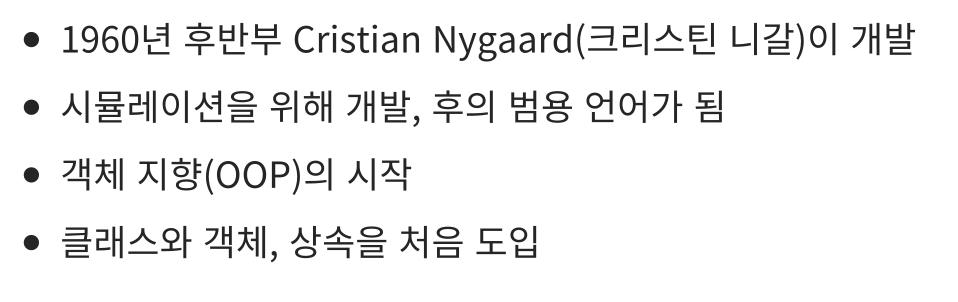 • 1960년 후반부 Cristian Nygaard(크리스틴 니갈)이 개발
• 시뮬레이션을 위해 개발, 후의 범용 언어가 됨
• 객체 지향(OOP)의 시작
• 클래스와 객체, 상속을 처음 도입